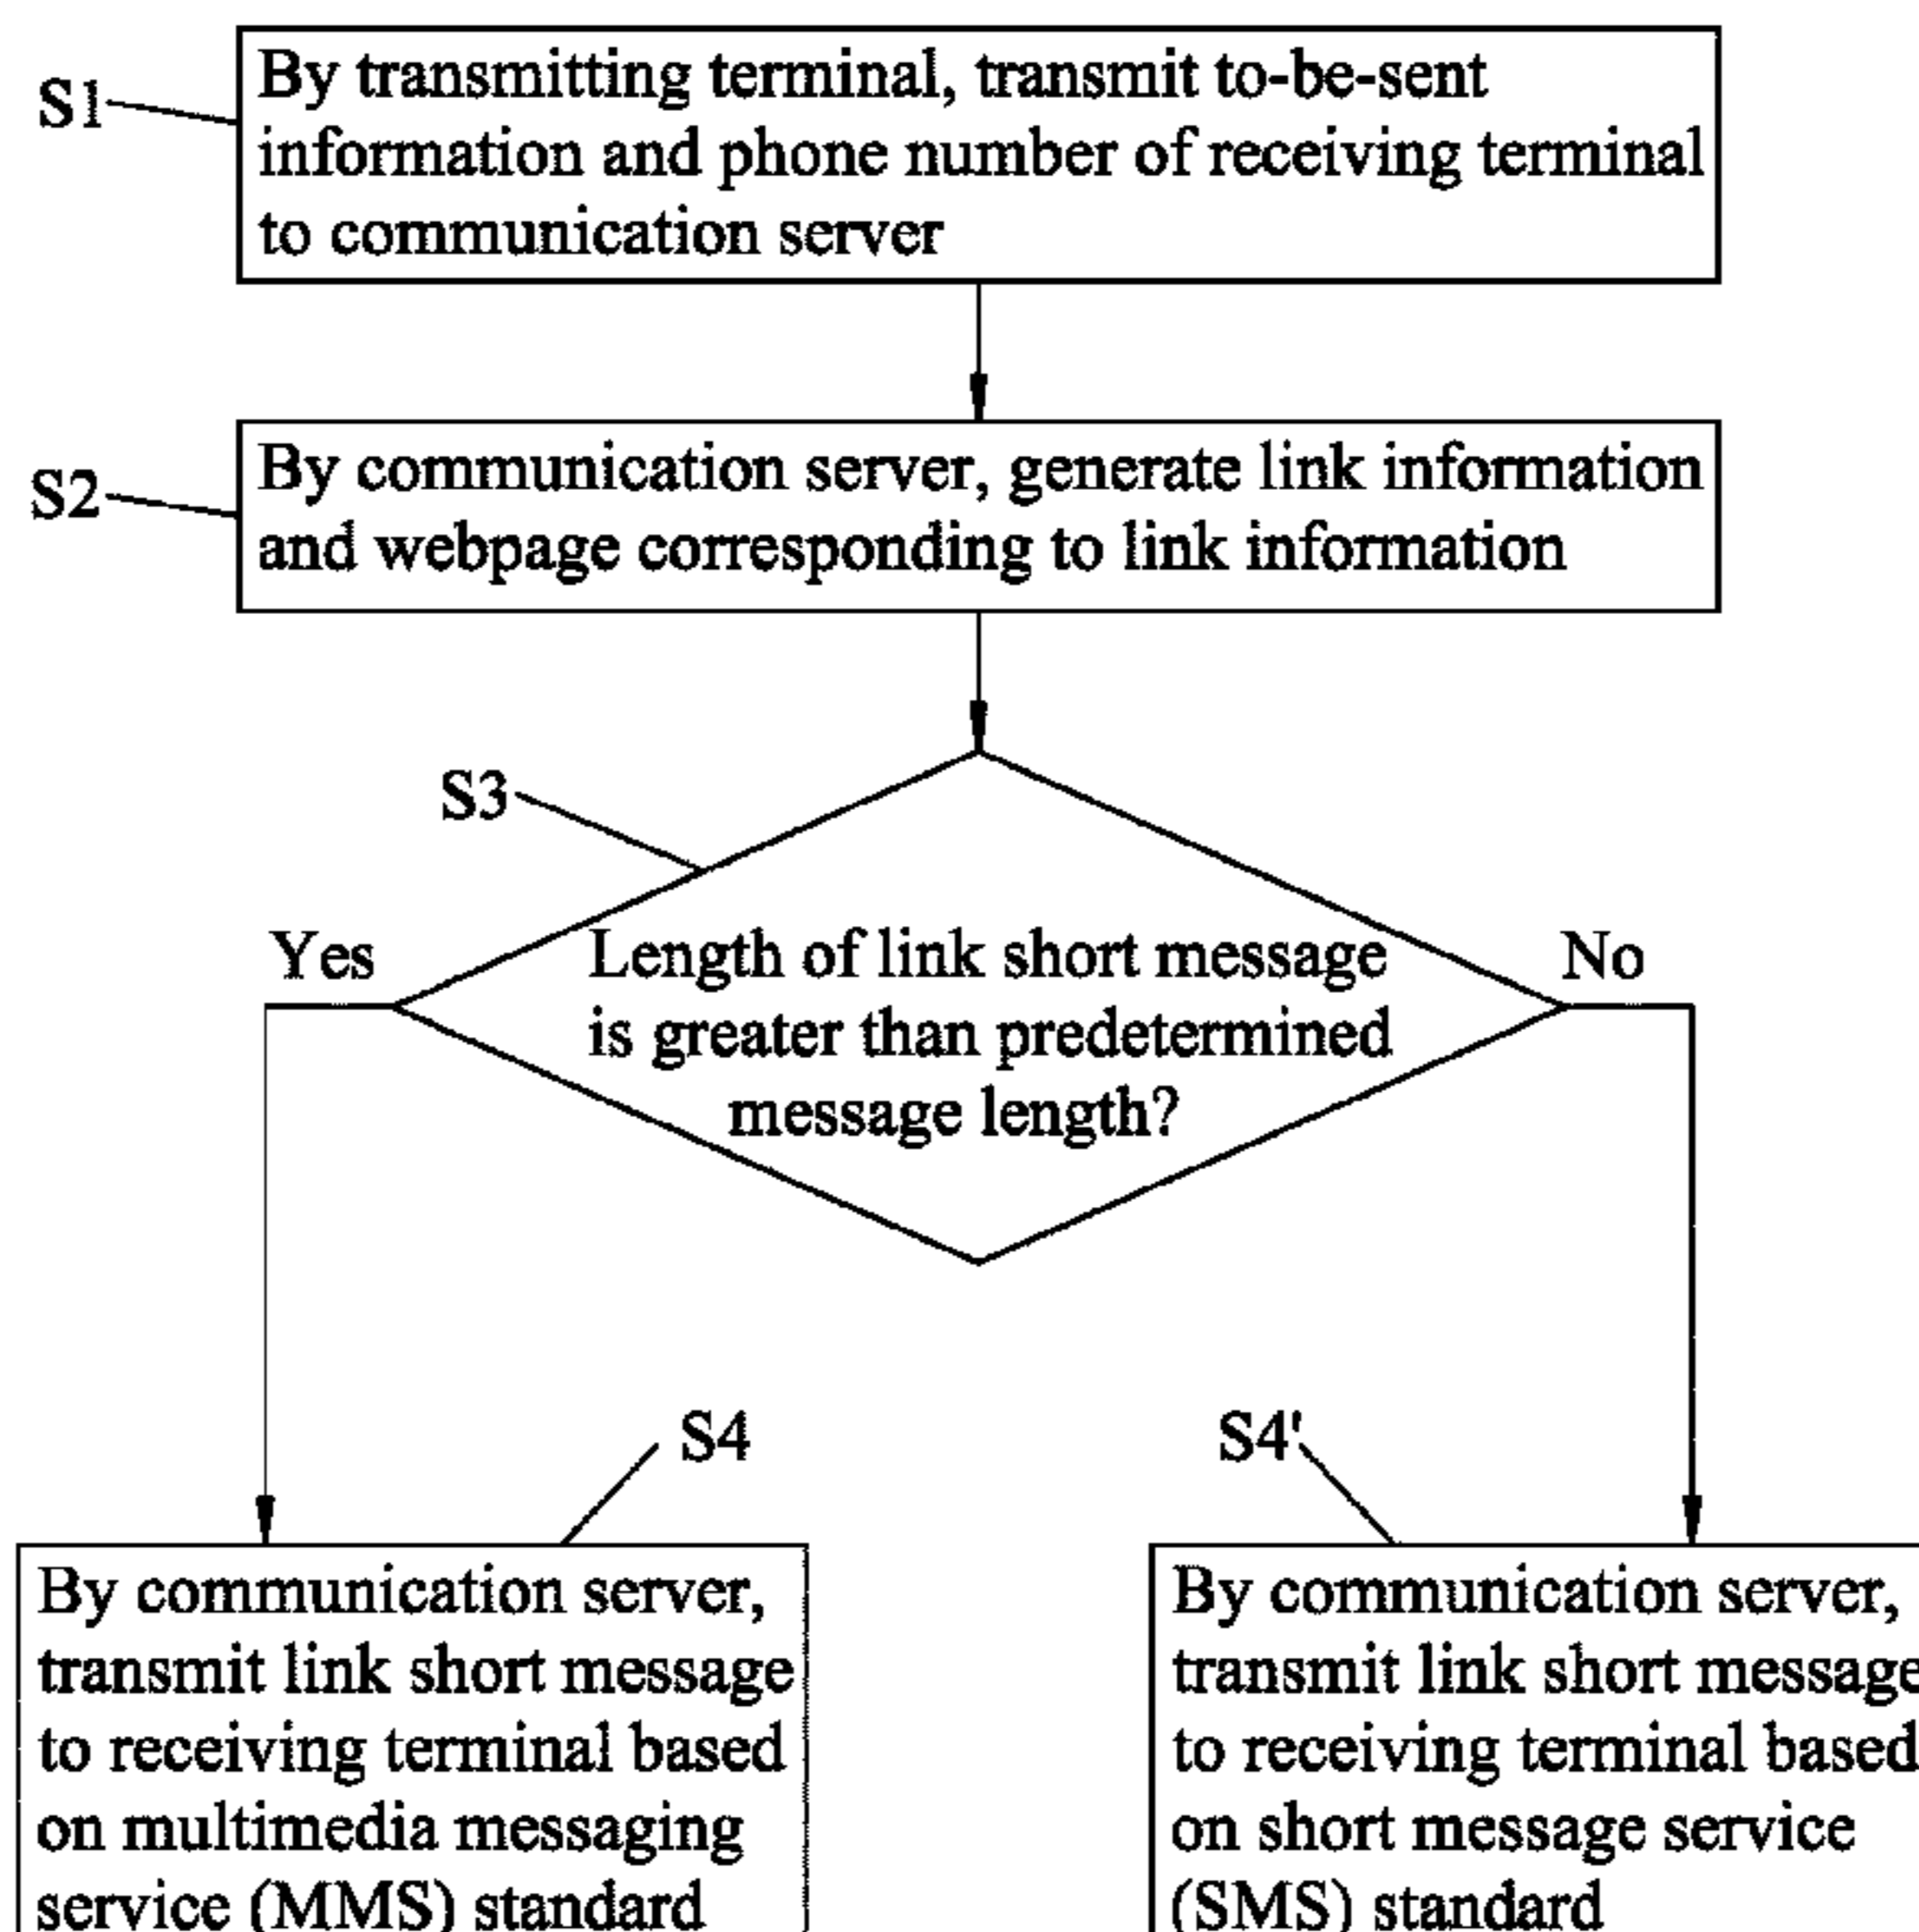 S1
By transmitting terminal, transmit to-be-sent
information and phone number of receiving terminal
to communication server
S2
By communication server, generate link information
and webpage corresponding to link information
S3
Yes
No
Length of link short message
is greater than predetermined
message length?
S4
S4'
By communication server,
transmit link short message
to receiving terminal based
on multimedia messaging
service (MMS) standard
By communication server,
transmit link short message
to receiving terminal based
on short message service
(SMS) standard